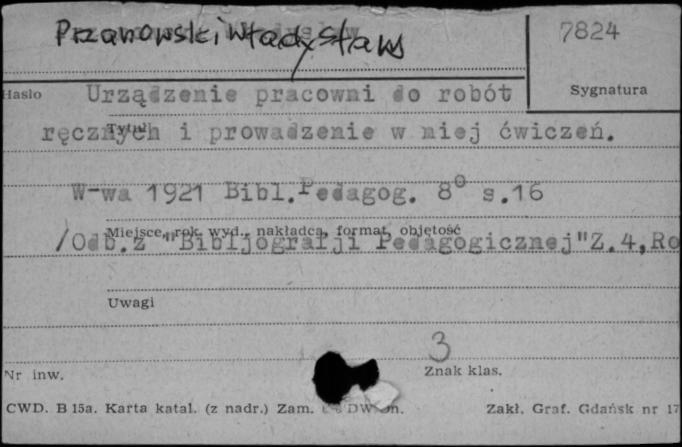 Przanowski Władysław
7824
Hasło Urządzenie pracowni do robót
Sygnatura
ręcznych i prowadzenie w niej ćwiczeń.
Tytuł
W-wa 1921 Bibl.Pedagog. 8° s.16
Miejsce, rok wyd., nakładca, format, objętość
/Odb.z "Bibljografji Pedagogicznej"Z.4,Ro
Uwagi
3
Nr inw.
Znak klas.
CWD. B 15a. Karta katal. (z nadr.) Zam.
Zakł. Graf. Gdańsk nr 17